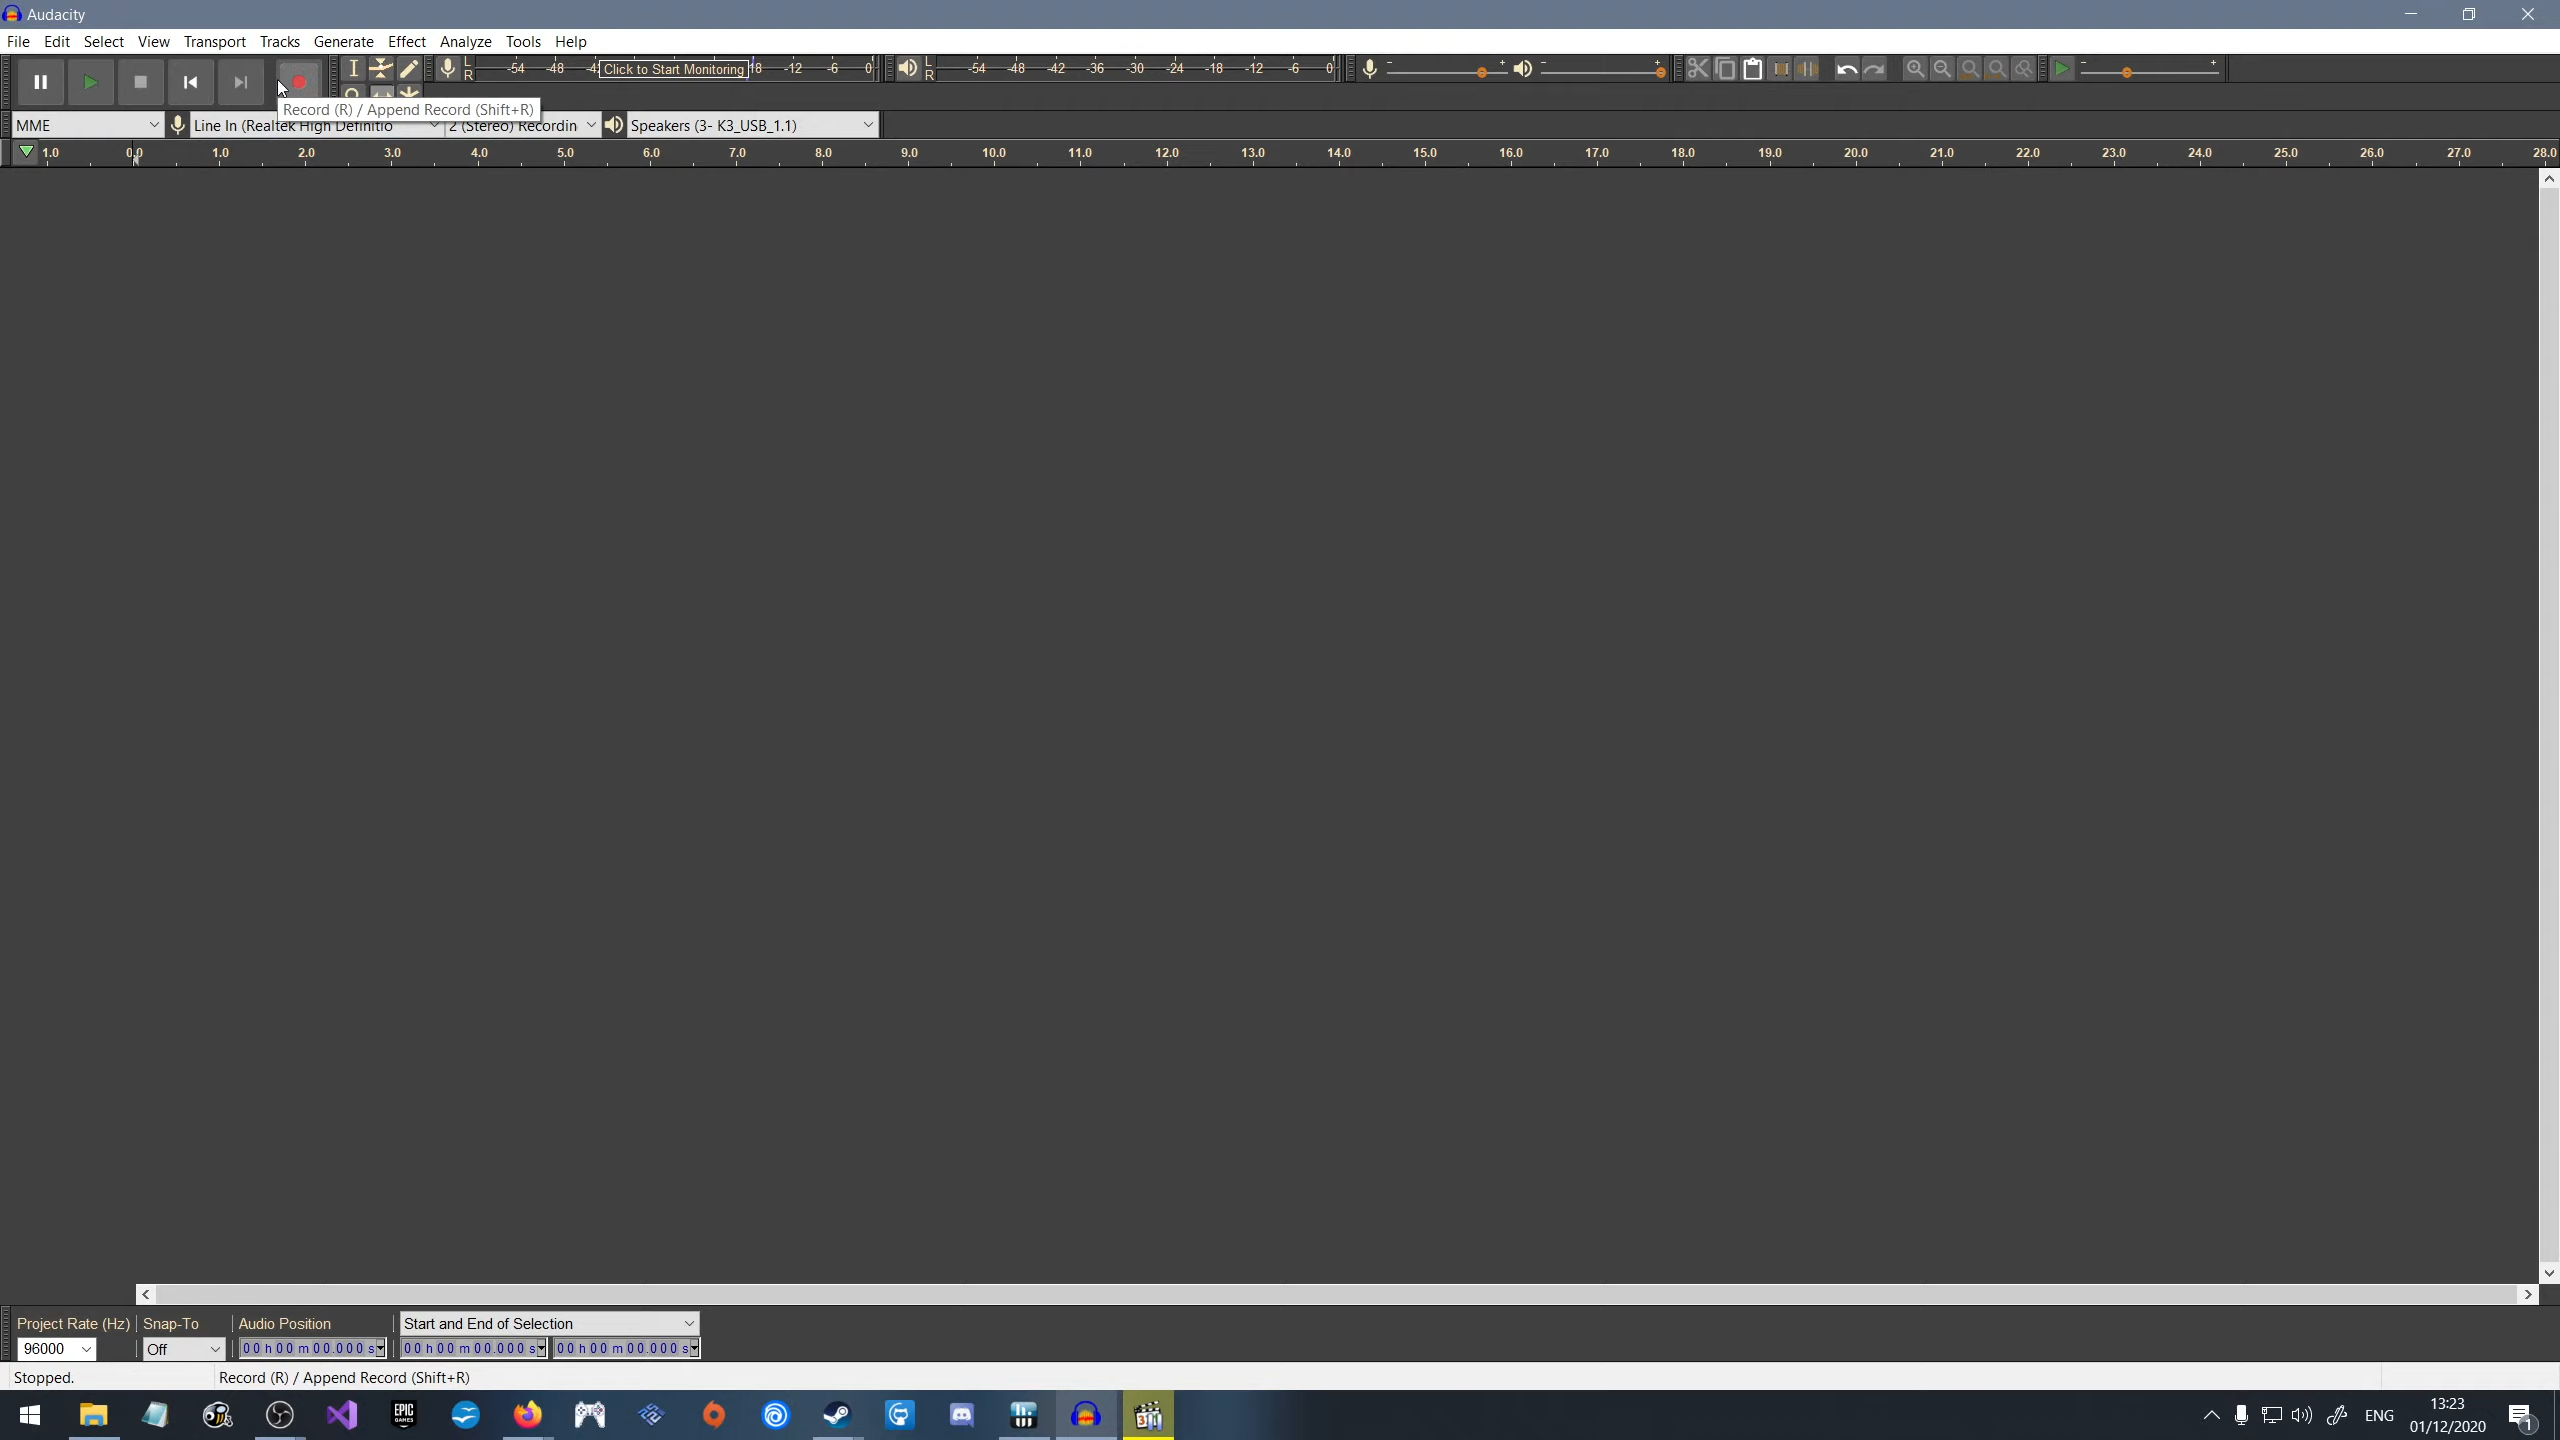 Audacity
File Edit Select View Transport Tracks Generate Effect Analyze Tools Help
L R -54 -48 -42 Click to Start Monitoring 18 -12 -6 0 L R -54 -48 -42 -36 -30 -24 -18 -12 -6 0 - + - + - +
Record (R) / Append Record (Shift+R)
MME Line In (Realtek High Definitio 2 (Stereo) Recordin Speakers (3- K3_USB_1.1)
1.0 0.0 1.0 2.0 3.0 4.0 5.0 6.0 7.0 8.0 9.0 10.0 11.0 12.0 13.0 14.0 15.0 16.0 17.0 18.0 19.0 20.0 21.0 22.0 23.0 24.0 25.0 26.0 27.0 28.0
Project Rate (Hz) Snap-To Audio Position Start and End of Selection
96000 Off 00 h 00 m 00.000 s 00 h 00 m 00.000 s 00 h 00 m 00.000 s
Stopped. Record (R) / Append Record (Shift+R)
EPIC GAMES
ENG
13:23
01/12/2020
1